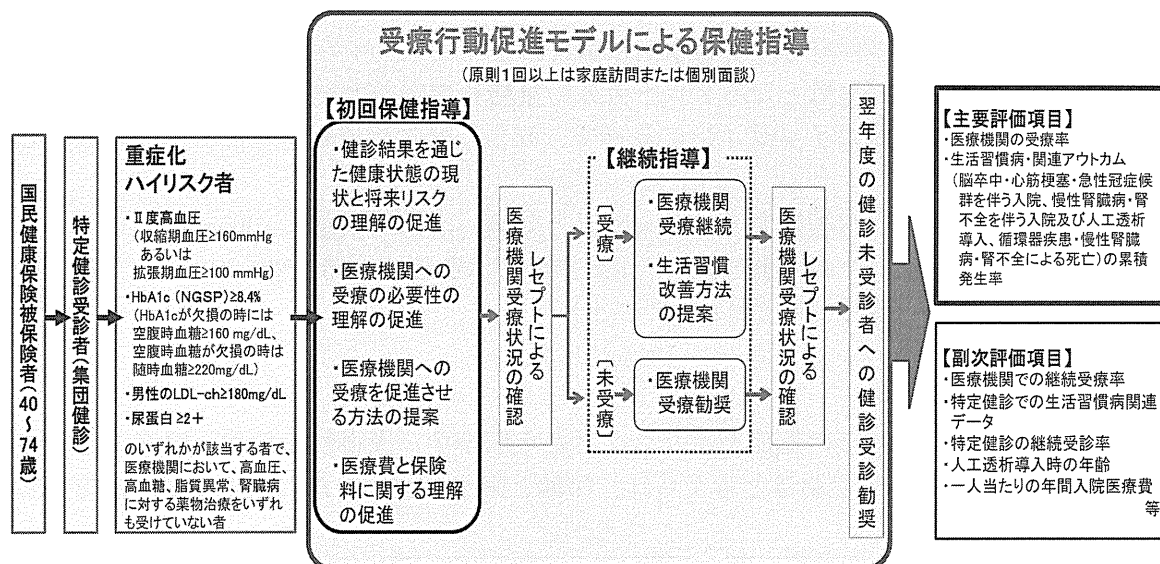 受療行動促進モデルによる保健指導
(原則1回以上は家庭訪問または個別面談)
国民健康保険被保険者(40～74歳)
特定健診受診者(集団健診)
重症化
ハイリスク者
・Ⅱ度高血圧
(収縮期血圧≥160mmHg
あるいは
拡張期血圧≥100 mmHg)
・HbA1c (NGSP)≥8.4%
(HbA1cが欠損の時には
空腹時血糖≥160 mg/dL、
空腹時血糖が欠損の時は
随時血糖≥220mg/dL)
・男性のLDL-ch≥180mg/dL
・尿蛋白 ≥2+
のいずれかが該当する者で、
医療機関において、高血圧、
高血糖、脂質異常、腎臓病
に対する薬物治療をいずれ
も受けていない者
【初回保健指導】
・健診結果を通じ
た健康状態の現
状と将来リスク
の理解の促進
・医療機関への
受療の必要性の
理解の促進
・医療機関への
受療を促進させ
る方法の提案
・医療費と保険
料に関する理解
の促進
レセプトによる
医療機関受療状況の確認
【継続指導】
〔受療〕
・医療機関
受療継続
・生活習慣
改善方法
の提案
〔未受療〕
・医療機関
受療勧奨
レセプトによる
医療機関受療状況の確認
翌年度の健診未受診者への健診受診勧奨
【主要評価項目】
・医療機関の受療率
・生活習慣病・関連アウトカム
(脳卒中・心筋梗塞・急性冠症候
群を伴う入院、慢性腎臓病・腎
不全を伴う入院及び人工透析
導入、循環器疾患・慢性腎臓
病・腎不全による死亡)の累積
発生率
【副次評価項目】
・医療機関での継続受療率
・特定健診での生活習慣病関連
データ
・特定健診の継続受診率
・人工透析導入時の年齢
・一人当たりの年間入院医療費
等